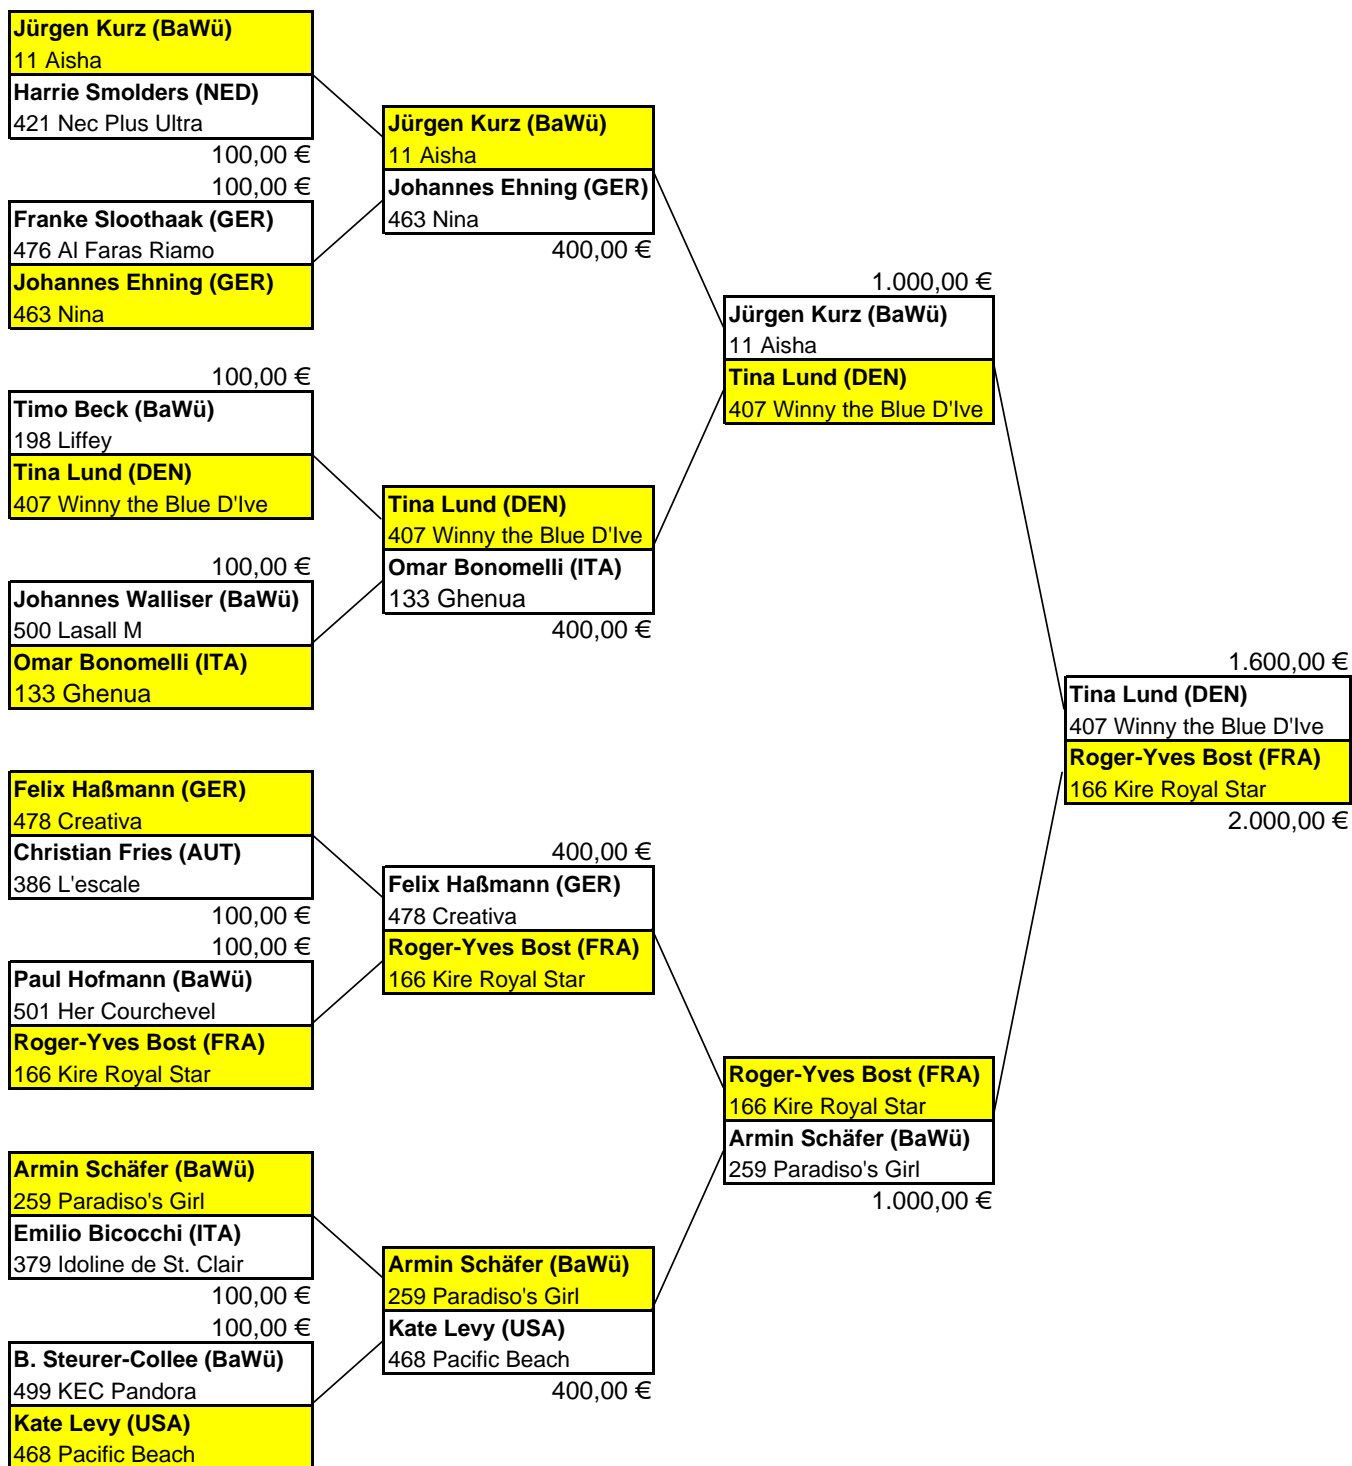 Jürgen Kurz (BaWü)
11 Aisha
Harrie Smolders (NED)
421 Nec Plus Ultra
100,00 €
100,00 €
Franke Sloothaak (GER)
476 Al Faras Riamo
Johannes Ehning (GER)
463 Nina
100,00 €
Timo Beck (BaWü)
198 Liffey
Tina Lund (DEN)
407 Winny the Blue D'Ive
100,00 €
Johannes Walliser (BaWü)
500 Lasall M
Omar Bonomelli (ITA)
133 Ghenua
Felix Haßmann (GER)
478 Creativa
Christian Fries (AUT)
386 L'escale
100,00 €
100,00 €
Paul Hofmann (BaWü)
501 Her Courchevel
Roger-Yves Bost (FRA)
166 Kire Royal Star
Armin Schäfer (BaWü)
259 Paradiso's Girl
Emilio Bicocchi (ITA)
379 Idoline de St. Clair
100,00 €
100,00 €
B. Steurer-Collee (BaWü)
499 KEC Pandora
Kate Levy (USA)
468 Pacific Beach
Jürgen Kurz (BaWü)
11 Aisha
Johannes Ehning (GER)
463 Nina
400,00 €
Tina Lund (DEN)
407 Winny the Blue D'Ive
Omar Bonomelli (ITA)
133 Ghenua
400,00 €
400,00 €
Felix Haßmann (GER)
478 Creativa
Roger-Yves Bost (FRA)
166 Kire Royal Star
Armin Schäfer (BaWü)
259 Paradiso's Girl
Kate Levy (USA)
468 Pacific Beach
400,00 €
1.000,00 €
Jürgen Kurz (BaWü)
11 Aisha
Tina Lund (DEN)
407 Winny the Blue D'Ive
Roger-Yves Bost (FRA)
166 Kire Royal Star
Armin Schäfer (BaWü)
259 Paradiso's Girl
1.000,00 €
1.600,00 €
Tina Lund (DEN)
407 Winny the Blue D'Ive
Roger-Yves Bost (FRA)
166 Kire Royal Star
2.000,00 €